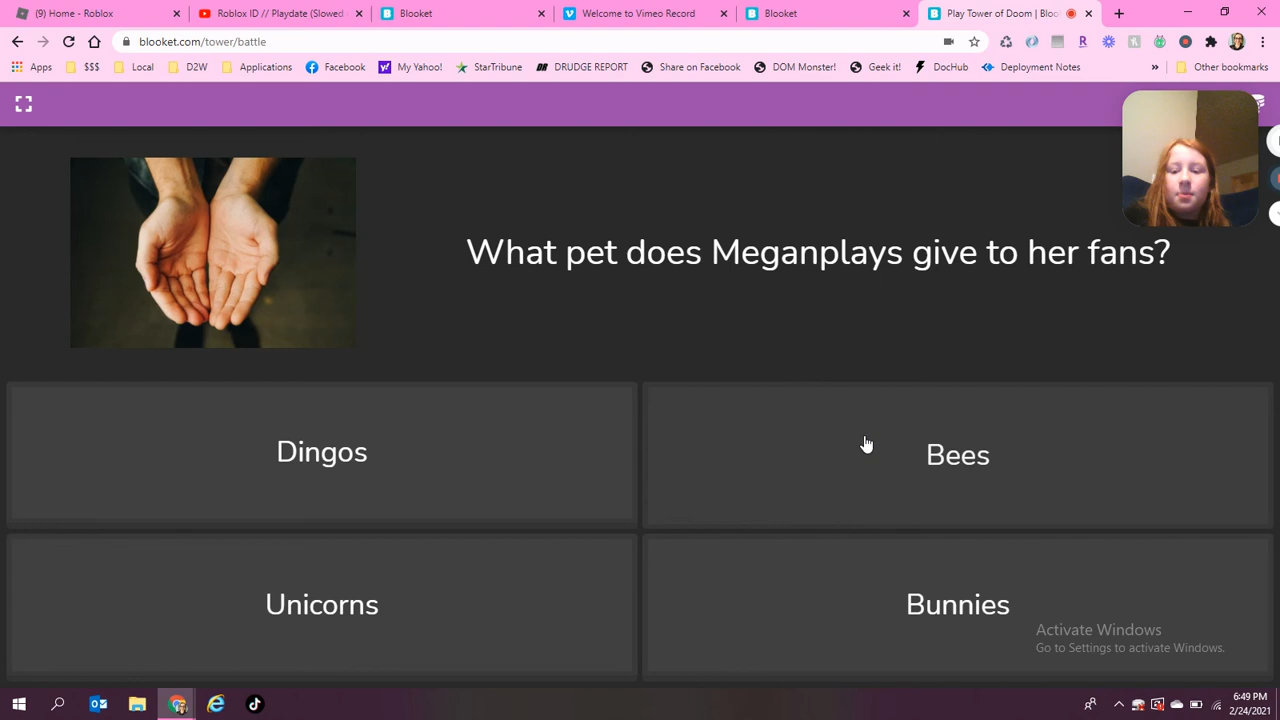 (9) Home - Roblox
Roblox ID // Playdate (Slowed
Blooket
Welcome to Vimeo Record
Blooket
Play Tower of Doom | Bloo
blooket.com/tower/battle
Apps
$$$
Local
D2W
Applications
Facebook
My Yahoo!
StarTribune
DRUDGE REPORT
Share on Facebook
DOM Monster!
Geek it!
DocHub
Deployment Notes
»
Other bookmarks
What pet does Meganplays give to her fans?
Dingos
Bees
Unicorns
Bunnies
Activate Windows
Go to Settings to activate Windows.
6:49 PM
2/24/2021